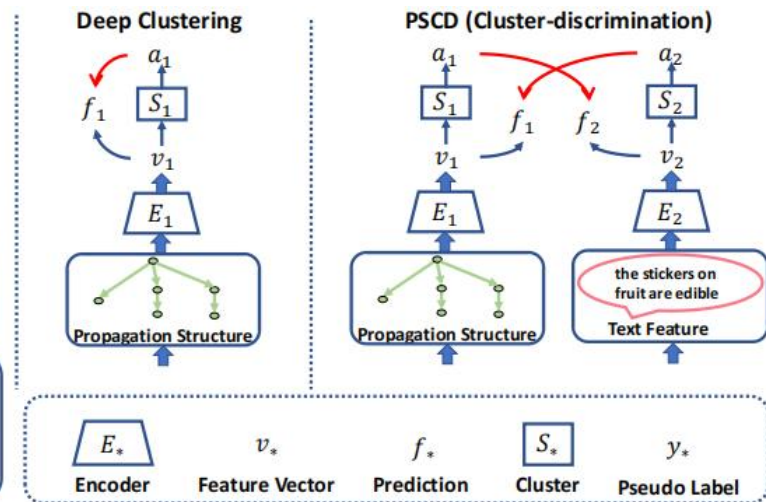 Deep Clustering
a₁
f₁
S₁
v₁
E₁
Propagation Structure
PSCD (Cluster-discrimination)
a₁ a₂
S₁ f₁ f₂ S₂
v₁ v₂
E₁ E₂
Propagation Structure
the stickers on
fruit are edible
Text Feature
E* v* f* S* y*
Encoder Feature Vector Prediction Cluster Pseudo Label